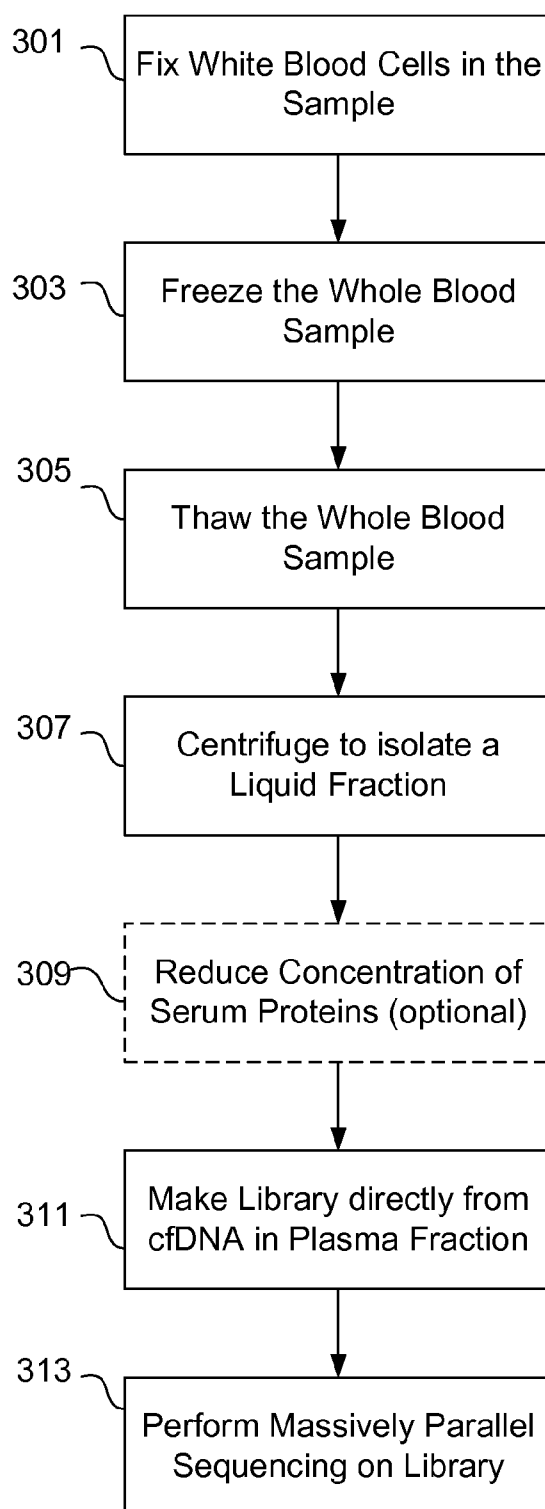 301
Fix White Blood Cells in the
Sample
303
Freeze the Whole Blood
Sample
305
Thaw the Whole Blood
Sample
307
Centrifuge to isolate a
Liquid Fraction
309
Reduce Concentration of
Serum Proteins (optional)
311
Make Library directly from
cfDNA in Plasma Fraction
313
Perform Massively Parallel
Sequencing on Library